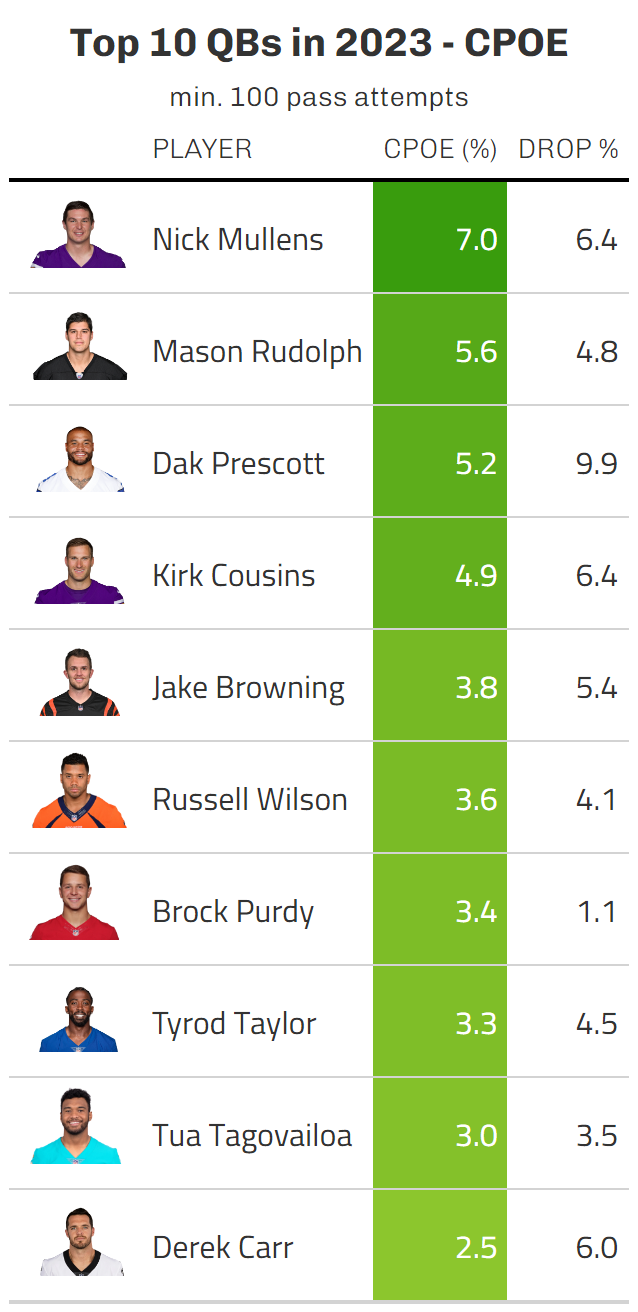 Top 10 QBs in 2023 - CPOE
min. 100 pass attempts
PLAYER CPOE (%) DROP %
Nick Mullens 7.0 6.4
Mason Rudolph 5.6 4.8
Dak Prescott 5.2 9.9
Kirk Cousins 4.9 6.4
Jake Browning 3.8 5.4
Russell Wilson 3.6 4.1
Brock Purdy 3.4 1.1
Tyrod Taylor 3.3 4.5
Tua Tagovailoa 3.0 3.5
Derek Carr 2.5 6.0